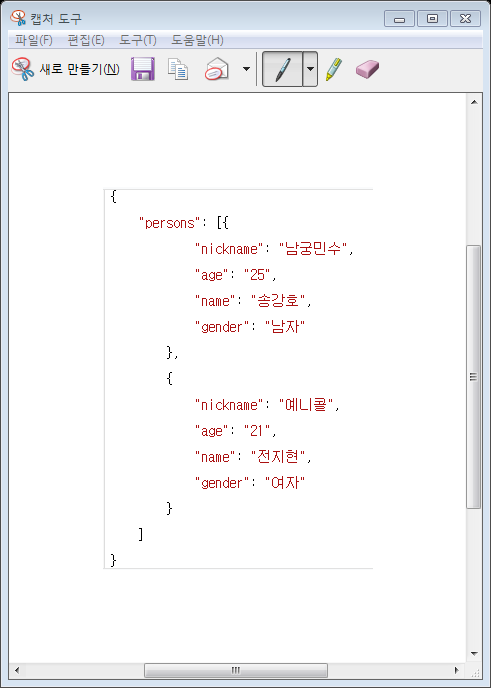 캡처 도구
파일(F) 편집(E) 도구(T) 도움말(H)
새로 만들기(N)
{
"persons": [{
"nickname": "남궁민수",
"age": "25",
"name": "송강호",
"gender": "남자"
},
{
"nickname": "예니콜",
"age": "21",
"name": "전지현",
"gender": "여자"
}
]
}